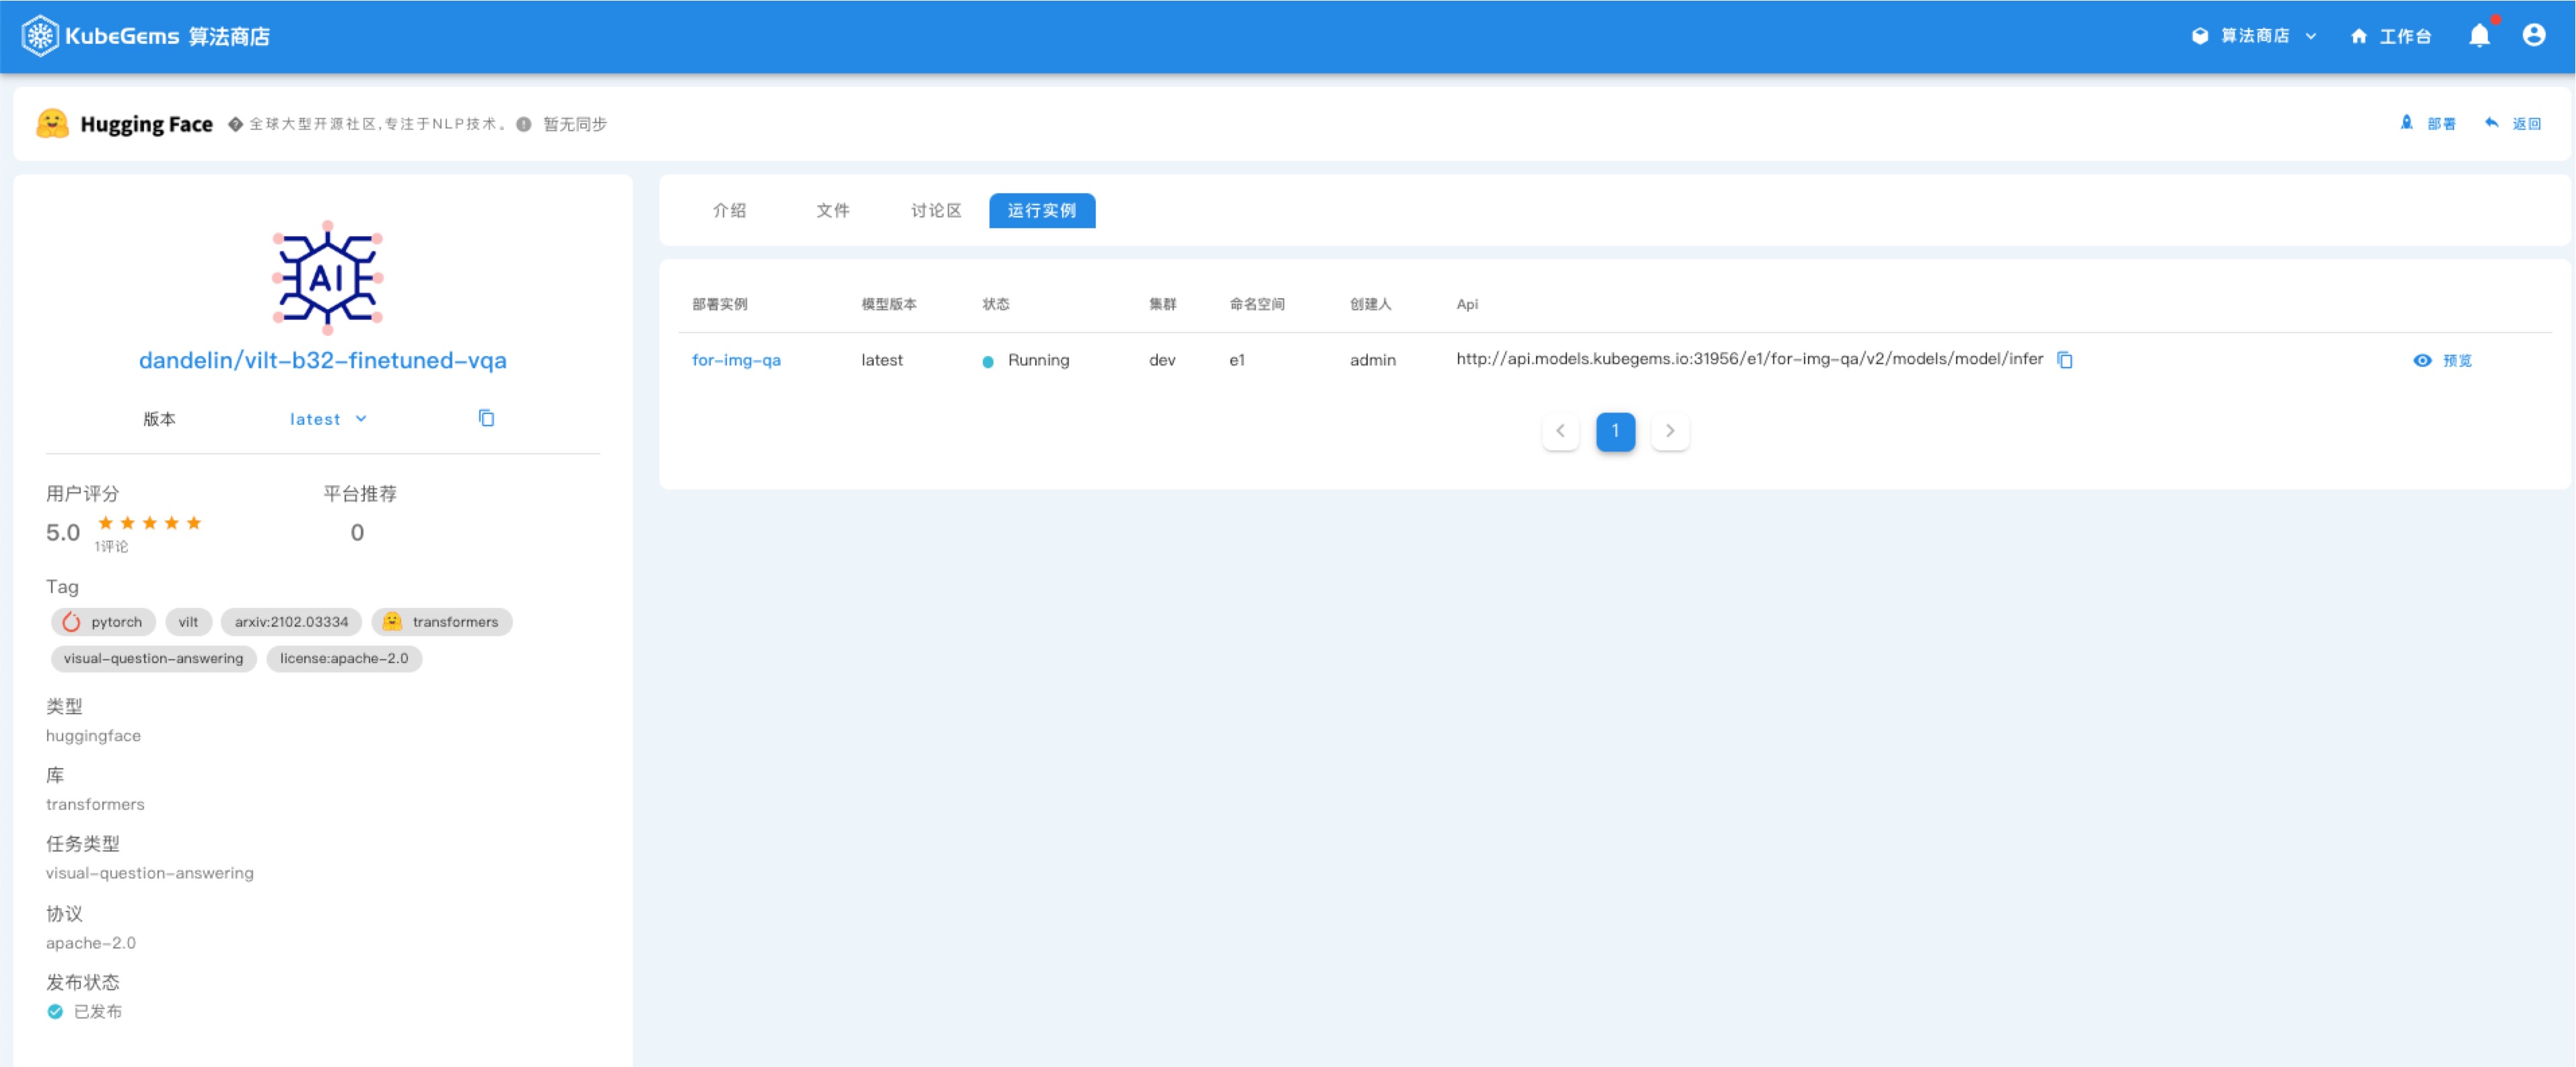 KubeGems 算法商店
算法商店
工作台
Hugging Face
全球大型开源社区,专注于NLP技术。
暂无同步
部署
返回
AI
dandelin/vilt-b32-finetuned-vqa
版本
latest
用户评分
平台推荐
5.0
1评论
0
Tag
pytorch
vilt
arxiv:2102.03334
transformers
visual-question-answering
license:apache-2.0
类型
huggingface
库
transformers
任务类型
visual-question-answering
协议
apache-2.0
发布状态
已发布
介绍
文件
讨论区
运行实例
部署实例
模型版本
状态
集群
命名空间
创建人
Api
for-img-qa
latest
Running
dev
e1
admin
http://api.models.kubegems.io:31956/e1/for-img-qa/v2/models/model/infer
预览
1